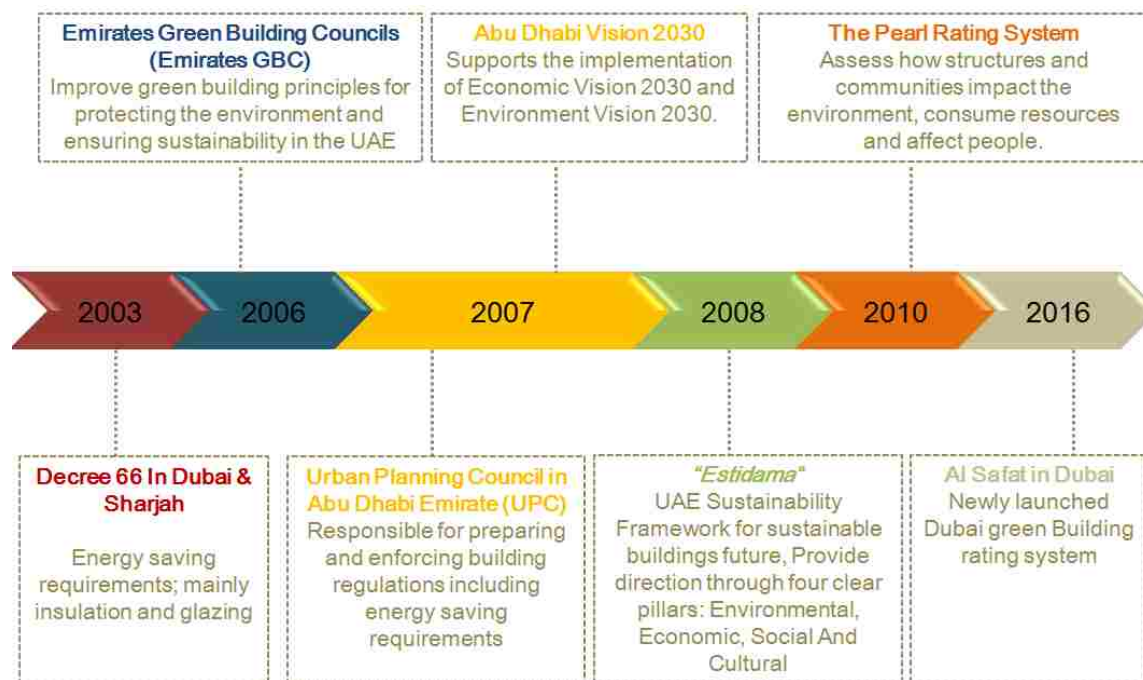 Emirates Green Building Councils
(Emirates GBC)
Improve green building principles for
protecting the environment and
ensuring sustainability in the UAE
Abu Dhabi Vision 2030
Supports the implementation
of Economic Vision 2030 and
Environment Vision 2030.
The Pearl Rating System
Assess how structures and
communities impact the
environment, consume resources
and affect people.
2003
2006
2007
2008
2010
2016
Decree 66 In Dubai &
Sharjah
Energy saving
requirements; mainly
insulation and glazing
Urban Planning Council in
Abu Dhabi Emirate (UPC)
Responsible for preparing
and enforcing building
regulations including
energy saving
requirements
"Estidama"
UAE Sustainability
Framework for sustainable
buildings future, Provide
direction through four clear
pillars: Environmental,
Economic, Social And
Cultural
Al Safat in Dubai
Newly launched
Dubai green Building
rating system